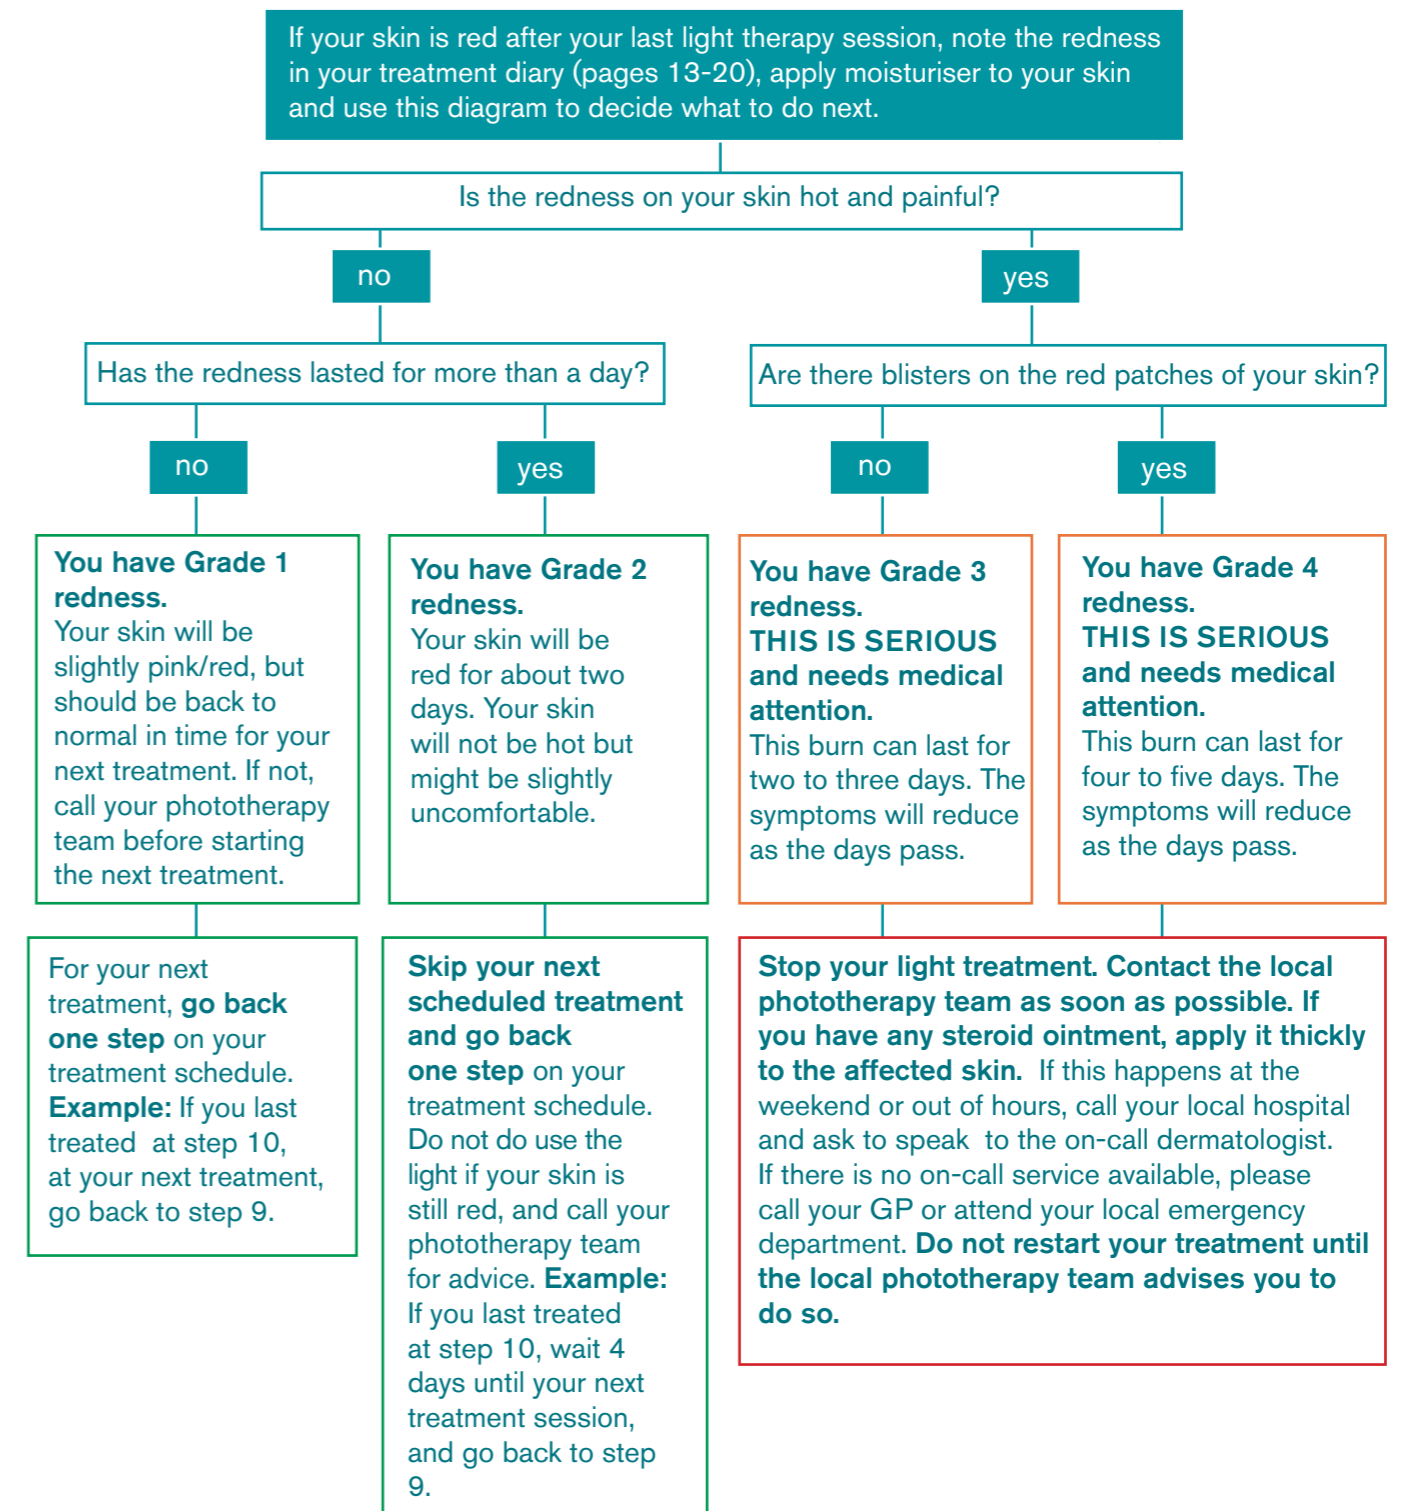 If your skin is red after your last light therapy session, note the redness
in your treatment diary (pages 13-20), apply moisturiser to your skin
and use this diagram to decide what to do next.
Is the redness on your skin hot and painful?
no
yes
Has the redness lasted for more than a day?
Are there blisters on the red patches of your skin?
no
yes
no
yes
You have Grade 1
redness.
Your skin will be
slightly pink/red, but
should be back to
normal in time for your
next treatment. If not,
call your phototherapy
team before starting
the next treatment.
You have Grade 2
redness.
Your skin will be
red for about two
days. Your skin
will not be hot but
might be slightly
uncomfortable.
You have Grade 3
redness.
THIS IS SERIOUS
and needs medical
attention.
This burn can last for
two to three days. The
symptoms will reduce
as the days pass.
You have Grade 4
redness.
THIS IS SERIOUS
and needs medical
attention.
This burn can last for
four to five days. The
symptoms will reduce
as the days pass.
For your next
treatment, go back
one step on your
treatment schedule.
Example: If you last
treated at step 10,
at your next treatment,
go back to step 9.
Skip your next
scheduled treatment
and go back
one step on your
treatment schedule.
Do not do use the
light if your skin is
still red, and call your
phototherapy team
for advice. Example:
If you last treated
at step 10, wait 4
days until your next
treatment session,
and go back to step
9.
Stop your light treatment. Contact the local
phototherapy team as soon as possible. If
you have any steroid ointment, apply it thickly
to the affected skin. If this happens at the
weekend or out of hours, call your local hospital
and ask to speak to the on-call dermatologist.
If there is no on-call service available, please
call your GP or attend your local emergency
department. Do not restart your treatment until
the local phototherapy team advises you to
do so.